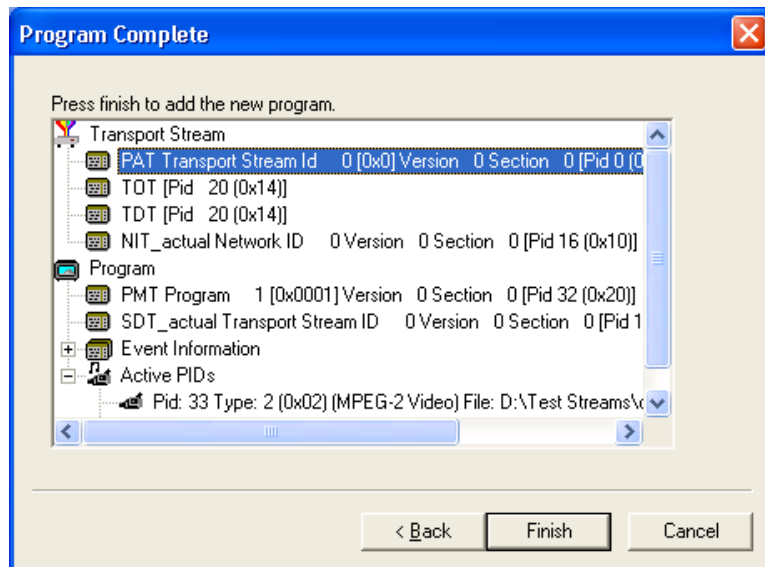 Program Complete
Press finish to add the new program.
Transport Stream
PAT Transport Stream Id 0 [0x0] Version 0 Section 0 [Pid 0 (0
TOT [Pid 20 (0x14)]
TDT [Pid 20 (0x14)]
NIT_actual Network ID 0 Version 0 Section 0 [Pid 16 (0x10)]
Program
PMT Program 1 [0x0001] Version 0 Section 0 [Pid 32 (0x20)]
SDT_actual Transport Stream ID 0 Version 0 Section 0 [Pid 1
Event Information
Active PIDs
Pid: 33 Type: 2 (0x02) (MPEG-2 Video) File: D:\Test Streams\
< Back Finish Cancel